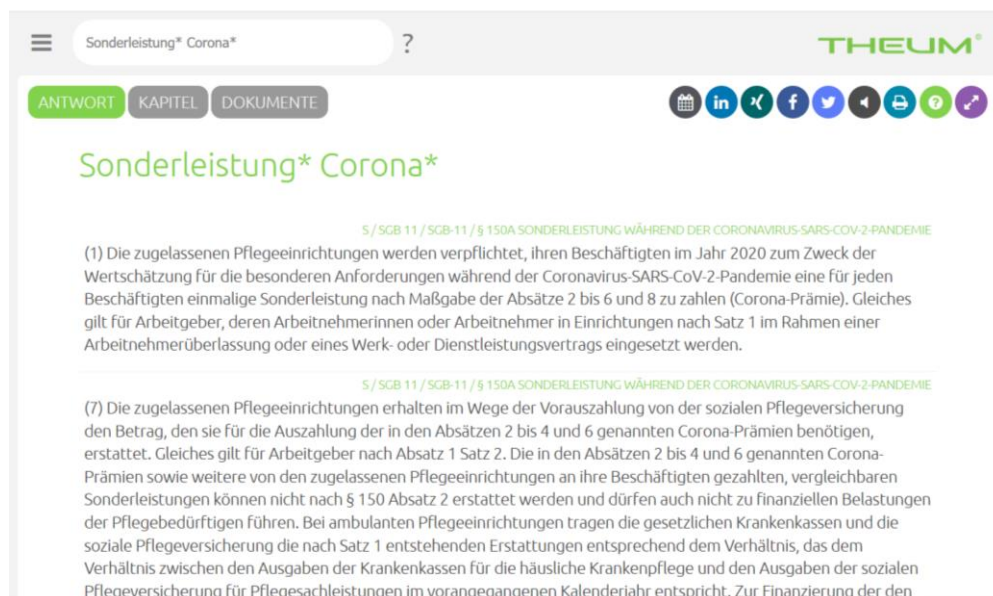 Sonderleistung* Corona*
?
THEUM®
ANTWORT KAPITEL DOKUMENTE
Sonderleistung* Corona*
S / SGB 11 / SGB-11 / § 150A SONDERLEISTUNG WÄHREND DER CORONAVIRUS-SARS-COV-2-PANDEMIE
(1) Die zugelassenen Pflegeeinrichtungen werden verpflichtet, ihren Beschäftigten im Jahr 2020 zum Zweck der
Wertschätzung für die besonderen Anforderungen während der Coronavirus-SARS-CoV-2-Pandemie eine für jeden
Beschäftigten einmalige Sonderleistung nach Maßgabe der Absätze 2 bis 6 und 8 zu zahlen (Corona-Prämie). Gleiches
gilt für Arbeitgeber, deren Arbeitnehmerinnen oder Arbeitnehmer in Einrichtungen nach Satz 1 im Rahmen einer
Arbeitnehmerüberlassung oder eines Werk- oder Dienstleistungsvertrags eingesetzt werden.
S / SGB 11 / SGB-11 / § 150A SONDERLEISTUNG WÄHREND DER CORONAVIRUS-SARS-COV-2-PANDEMIE
(7) Die zugelassenen Pflegeeinrichtungen erhalten im Wege der Vorauszahlung von der sozialen Pflegeversicherung
den Betrag, den sie für die Auszahlung der in den Absätzen 2 bis 4 und 6 genannten Corona-Prämien benötigen,
erstattet. Gleiches gilt für Arbeitgeber nach Absatz 1 Satz 2. Die in den Absätzen 2 bis 4 und 6 genannten Corona-
Prämien sowie weitere von den zugelassenen Pflegeeinrichtungen an ihre Beschäftigten gezahlten, vergleichbaren
Sonderleistungen können nicht nach § 150 Absatz 2 erstattet werden und dürfen auch nicht zu finanziellen Belastungen
der Pflegebedürftigen führen. Bei ambulanten Pflegeeinrichtungen tragen die gesetzlichen Krankenkassen und die
soziale Pflegeversicherung die nach Satz 1 entstehenden Erstattungen entsprechend dem Verhältnis, das dem
Verhältnis zwischen den Ausgaben der Krankenkassen für die häusliche Krankenpflege und den Ausgaben der sozialen
Pflegeversicherung für Pflegesachleistungen im vorangegangenen Kalenderjahr entspricht. Zur Finanzierung der den